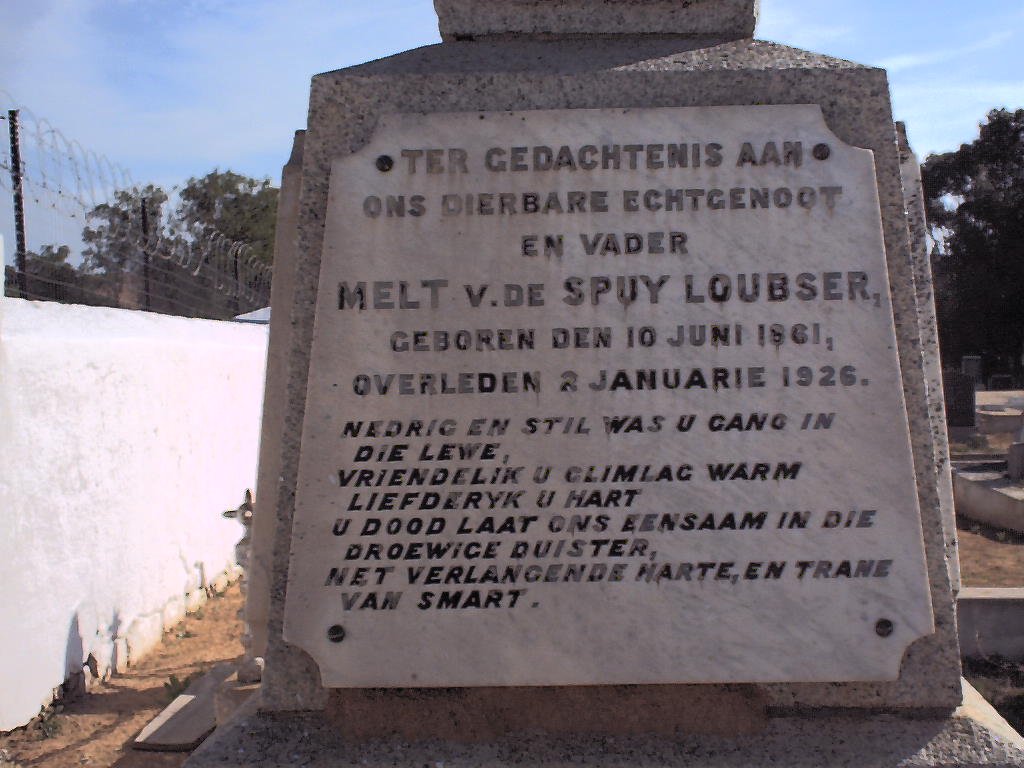 TER GEDACHTENIS AAN
ONS DIERBARE ECHTGENOOT
EN VADER
MELT V. DE SPUY LOUBSER,
GEBOREN DEN 10 JUNI 1861,
OVERLEDEN 2 JANUARIE 1926.
NEDRIG EN STIL WAS U GANG IN
DIE LEWE,
VRIENDELIK U GLIMLAG WARM
LIEFDERYK U HART
U DOOD LAAT ONS EENSAAM IN DIE
DROEWIGE DUISTER,
NET VERLANGENDE HARTE, EN TRANE
VAN SMART.